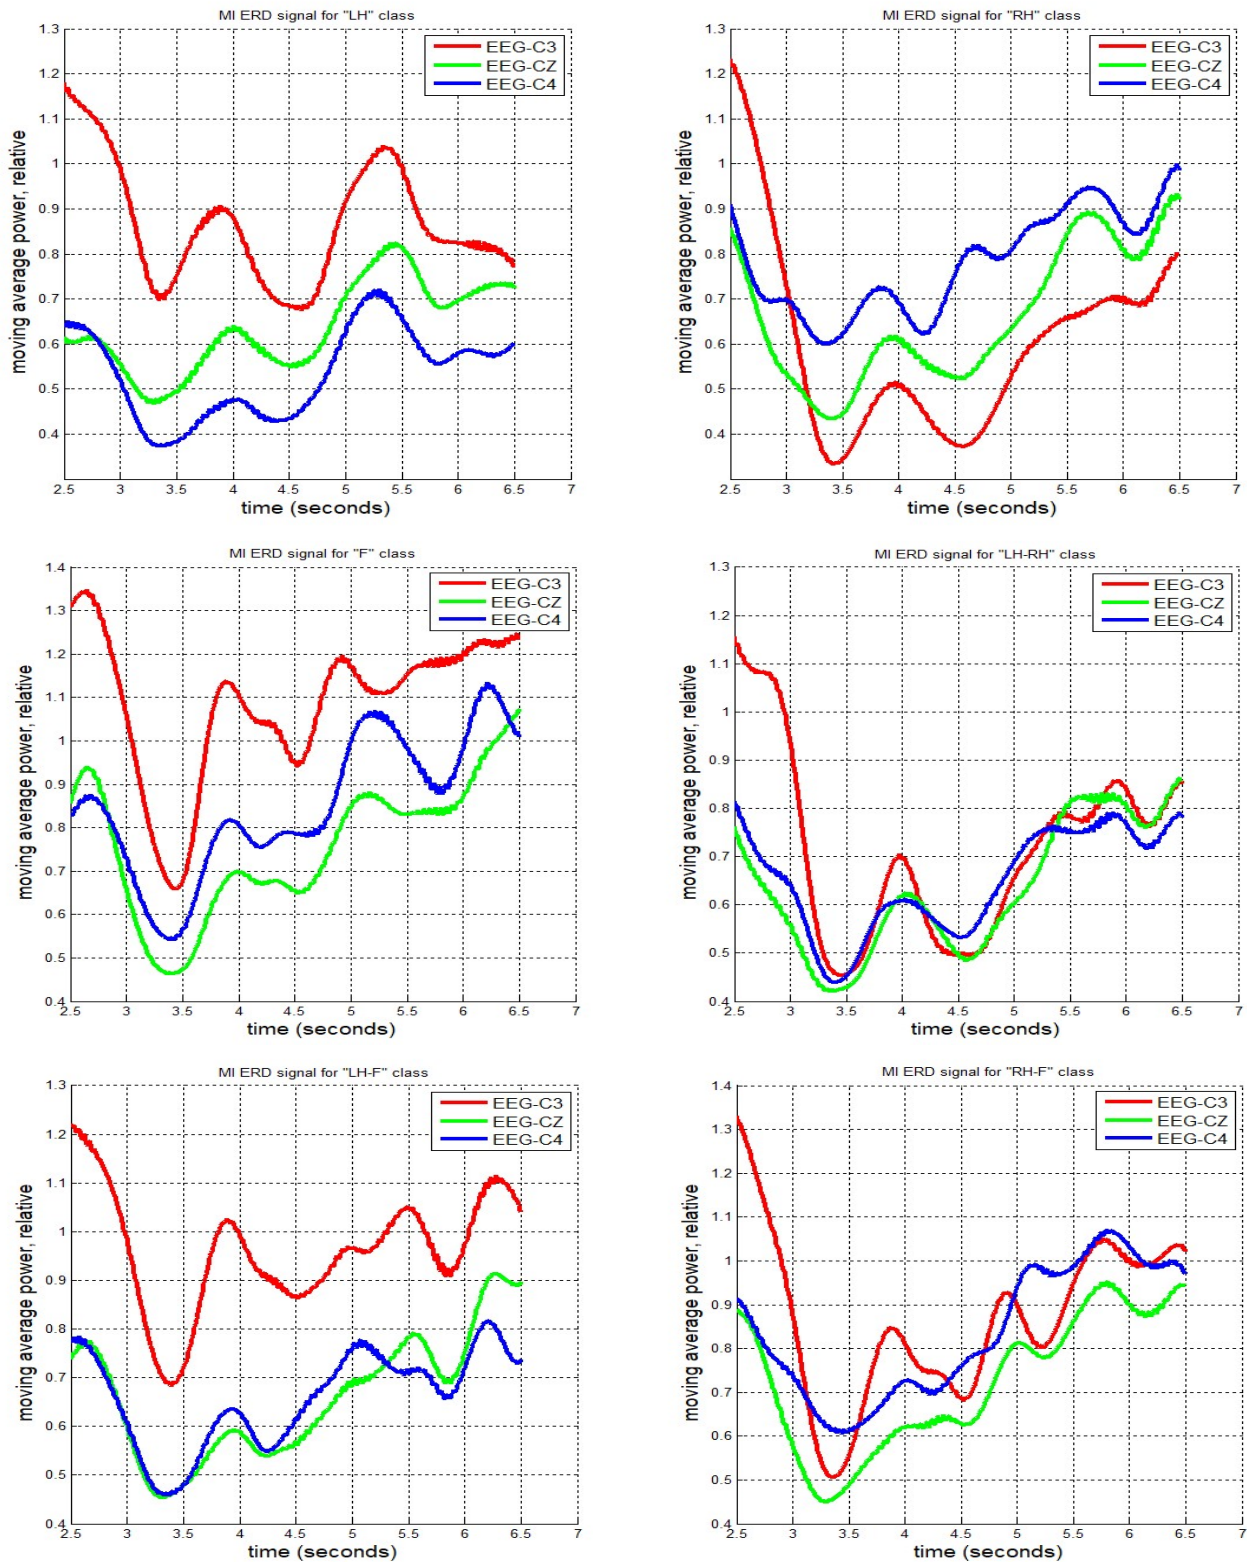 MI ERD signal for "LH" class
1.3
1.2
1.1
1
0.9
0.8
0.7
0.6
0.5
0.4
moving average power, relative
EEG-C3
EEG-CZ
EEG-C4
2.5 3 3.5 4 4.5 5 5.5 6 6.5 7
time (seconds)
MI ERD signal for "RH" class
1.3
1.2
1.1
1
0.9
0.8
0.7
0.6
0.5
0.4
moving average power, relative
EEG-C3
EEG-CZ
EEG-C4
2.5 3 3.5 4 4.5 5 5.5 6 6.5 7
time (seconds)
MI ERD signal for "F" class
1.4
1.3
1.2
1.1
1
0.9
0.8
0.7
0.6
0.5
0.4
moving average power, relative
EEG-C3
EEG-CZ
EEG-C4
2.5 3 3.5 4 4.5 5 5.5 6 6.5 7
time (seconds)
MI ERD signal for "LH-RH" class
1.3
1.2
1.1
1
0.9
0.8
0.7
0.6
0.5
0.4
moving average power, relative
EEG-C3
EEG-CZ
EEG-C4
2.5 3 3.5 4 4.5 5 5.5 6 6.5 7
time (seconds)
MI ERD signal for "LH-F" class
1.3
1.2
1.1
1
0.9
0.8
0.7
0.6
0.5
0.4
moving average power, relative
EEG-C3
EEG-CZ
EEG-C4
2.5 3 3.5 4 4.5 5 5.5 6 6.5 7
time (seconds)
MI ERD signal for "RH-F" class
1.4
1.3
1.2
1.1
1
0.9
0.8
0.7
0.6
0.5
0.4
moving average power, relative
EEG-C3
EEG-CZ
EEG-C4
2.5 3 3.5 4 4.5 5 5.5 6 6.5 7
time (seconds)